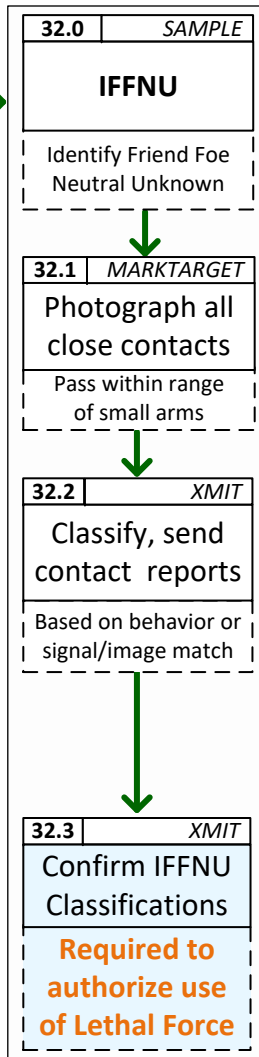 32.0 SAMPLE
IFFNU
Identify Friend Foe
Neutral Unknown
32.1 MARKTARGET
Photograph all
close contacts
Pass within range
of small arms
32.2 XMIT
Classify, send
contact reports
Based on behavior or
signal/image match
32.3 XMIT
Confirm IFFNU
Classifications
Required to
authorize use
of Lethal Force